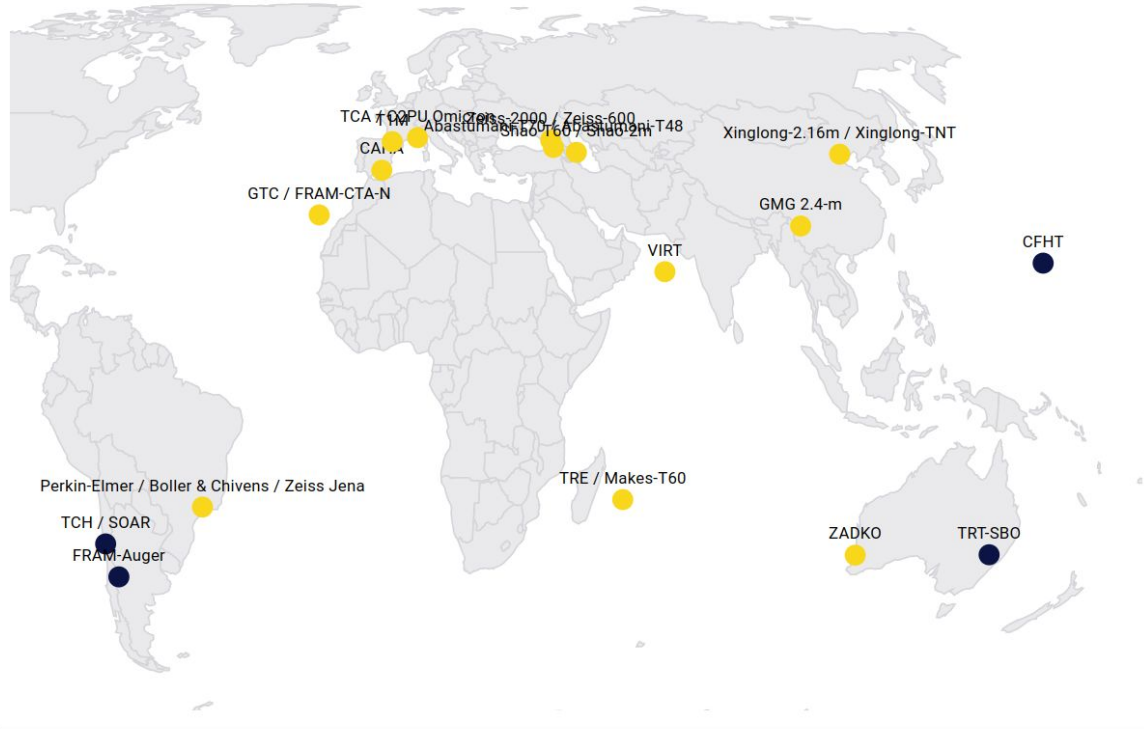 TCA / C2PU Omicron
Zeiss-2000 / Zeiss-600
T1M
Abastumani-T70 / Abastumani-T48
Shao-T60 / Shao-2m
Xinglong-2.16m / Xinglong-TNT
CAHA
GTC / FRAM-CTA-N
GMG 2.4-m
CFHT
VIRT
TRE / Makes-T60
Perkin-Elmer / Boller & Chivens / Zeiss Jena
TCH / SOAR
FRAM-Auger
ZADKO
TRT-SBO